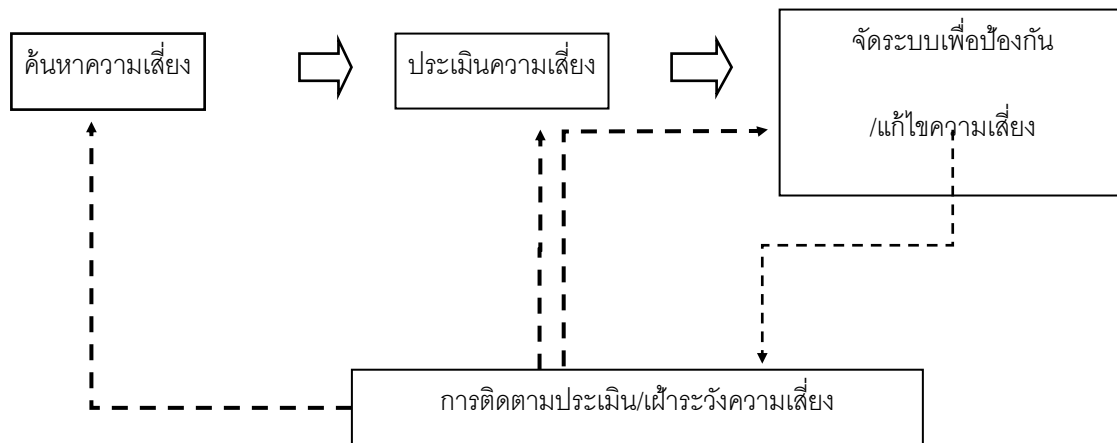 ค้นหาความเสี่ยง
ประเมินความเสี่ยง
จัดระบบเพื่อป้องกัน
/แก้ไขความเสี่ยง
การติดตามประเมิน/เฝ้าระวังความเสี่ยง